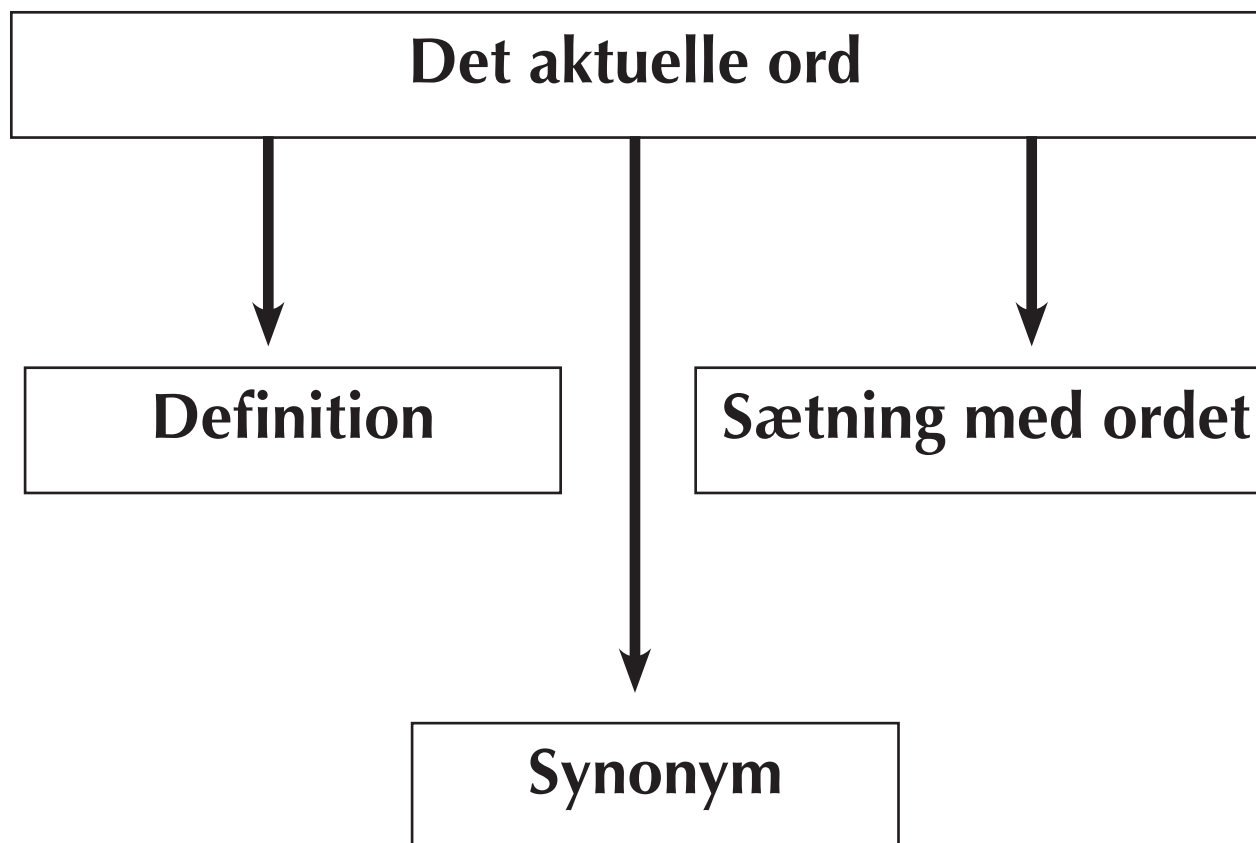 Det aktuelle ord
Definition
Sætning med ordet
Synonym